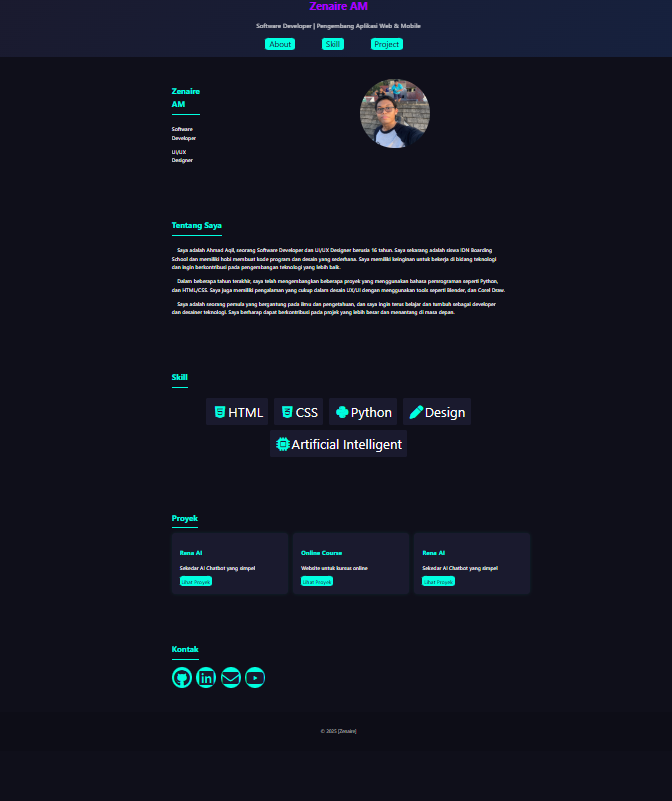 Zenaire AM
Software Developer | Pengembang Aplikasi Web & Mobile
About Skill Project
Zenaire
AM
Software
Developer
UI/UX
Designer
Tentang Saya
Saya adalah Ahmad Aqil, seorang Software Developer dan UI/UX Designer berusia 16 tahun. Saya sekarang adalah siswa IDN Boarding
School dan memiliki hobi membuat kode program dan desain yang sederhana. Saya memiliki keinginan untuk bekerja di bidang teknologi
dan ingin berkontribusi pada pengembangan teknologi yang lebih baik.
Dalam beberapa tahun terakhir, saya telah mengembangkan beberapa proyek yang menggunakan bahasa pemrograman seperti Python,
dan HTML/CSS. Saya juga memiliki pengalaman yang cukup dalam desain UX/UI dengan menggunakan tools seperti Blender, dan Corel Draw.
Saya adalah seorang pemula yang bergantung pada ilmu dan pengetahuan, dan saya ingin terus belajar dan tumbuh sebagai developer
dan desainer teknologi. Saya berharap dapat berkontribusi pada projek yang lebih besar dan menantang di masa depan.
Skill
HTML CSS Python Design
Artificial Intelligent
Proyek
Rena AI
Sekedar AI Chatbot yang simpel
Lihat Proyek
Online Course
Website untuk kursus online
Lihat Proyek
Rena AI
Sekedar AI Chatbot yang simpel
Lihat Proyek
Kontak
© 2025 [Zenaire]